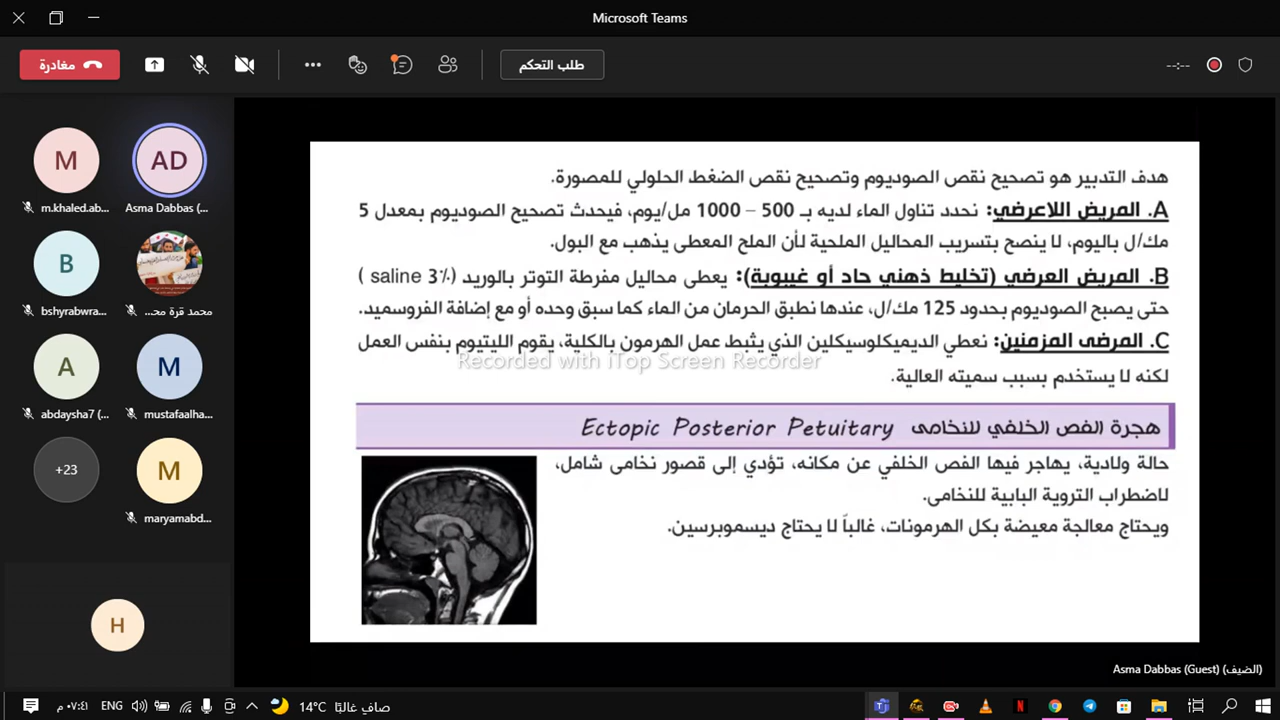 Microsoft Teams
مغادرة
طلب التحكم
--:--
M
AD
m.khaled.ab...
Asma Dabbas (...
B
bshyrabwra...
محمد قرة مح...
A
M
abdaysha7 (...
mustafaalha...
+23
M
maryamabd...
H
هدف التدبير هو تصحيح نقص الصوديوم وتصحيح نقص الضغط الحلولي للمصورة.
A. المريض اللاعرضي: نحدد تناول الماء لديه بـ 500 – 1000 مل/يوم، فيحدث تصحيح الصوديوم بمعدل 5
مك/ل باليوم، لا ينصح بتسريب المحاليل الملحية لأن الملح المعطى يذهب مع البول.
B. المريض العرضي (تخليط ذهني حاد أو غيبوبة): يعطى محاليل مفرطة التوتر بالوريد (saline 3٪ )
حتى يصبح الصوديوم بحدود 125 مك/ل، عندها نطبق الحرمان من الماء كما سبق وحده أو مع إضافة الفروسميد.
C. المرضى المزمنين: نعطي الديميكلوسيكلين الذي يثبط عمل الهرمون بالكلية، يقوم الليتيوم بنفس العمل
Recorded with iTop Screen Recorder
لكنه لا يستخدم بسبب سميته العالية.
هجرة الفص الخلفي للنخامى Ectopic Posterior Petuitary
حالة ولادية، يهاجر فيها الفص الخلفي عن مكانه، تؤدي إلى قصور نخامى شامل،
لاضطراب التروية البابية للنخامى.
ويحتاج معالجة معيضة بكل الهرمونات، غالباً لا يحتاج ديسموبرسين.
Asma Dabbas (Guest) (الضيف)
٠٧:٤١ م
ENG
14°C صافي غالبًا